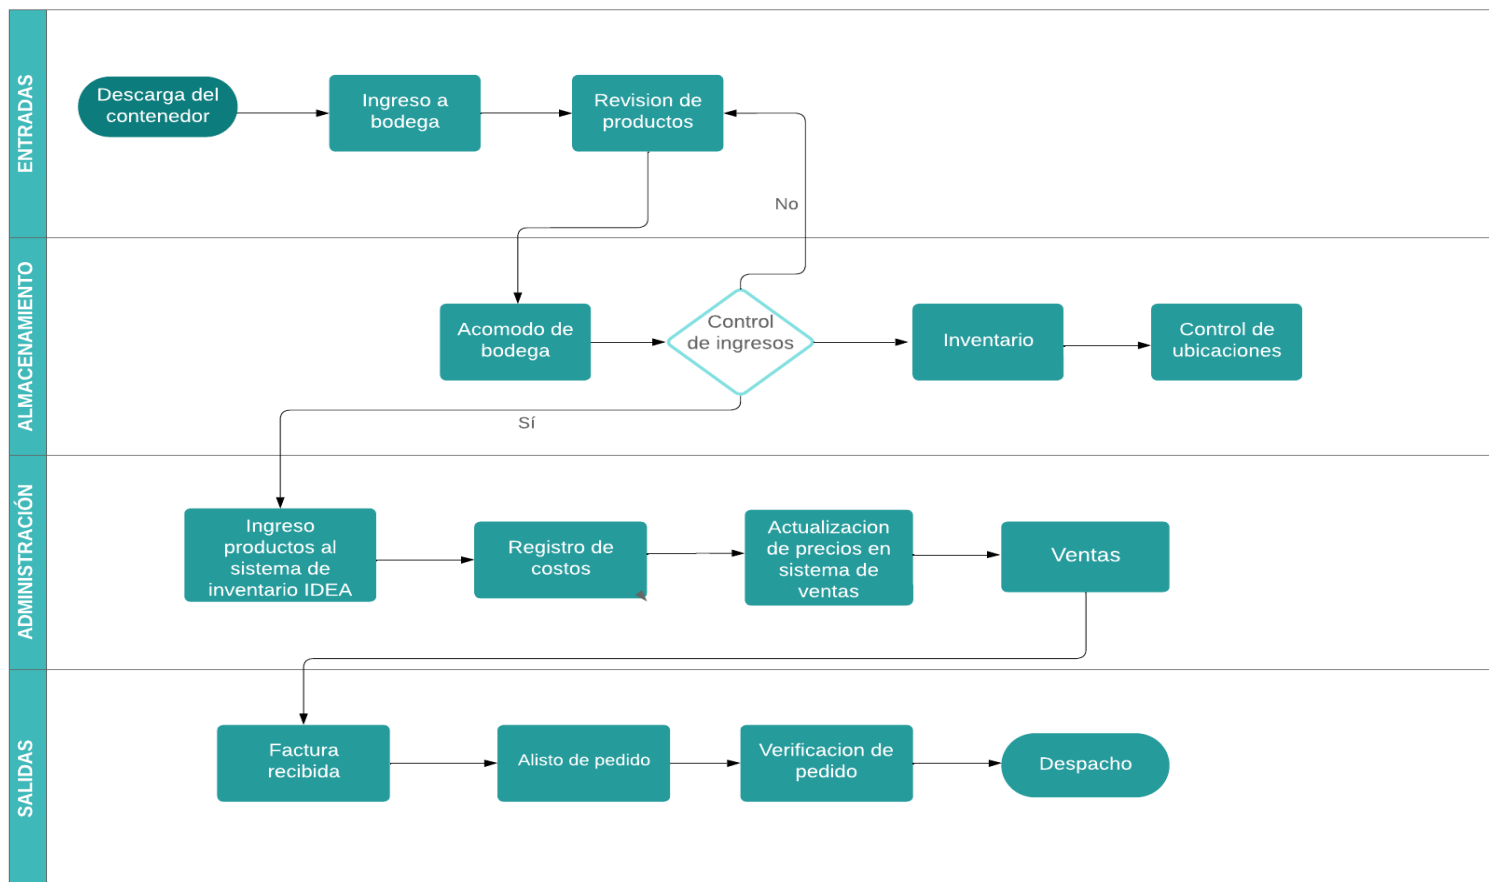 ENTRADAS
Descarga del
contenedor
Ingreso a
bodega
Revision de
productos
No
ALMACENAMIENTO
Acomodo de
bodega
Control
de ingresos
Inventario
Control de
ubicaciones
Sí
ADMINISTRACIÓN
Ingreso
productos al
sistema de
inventario IDEA
Registro de
costos
Actualizacion
de precios en
sistema de
ventas
Ventas
SALIDAS
Factura
recibida
Alisto de pedido
Verificacion de
pedido
Despacho